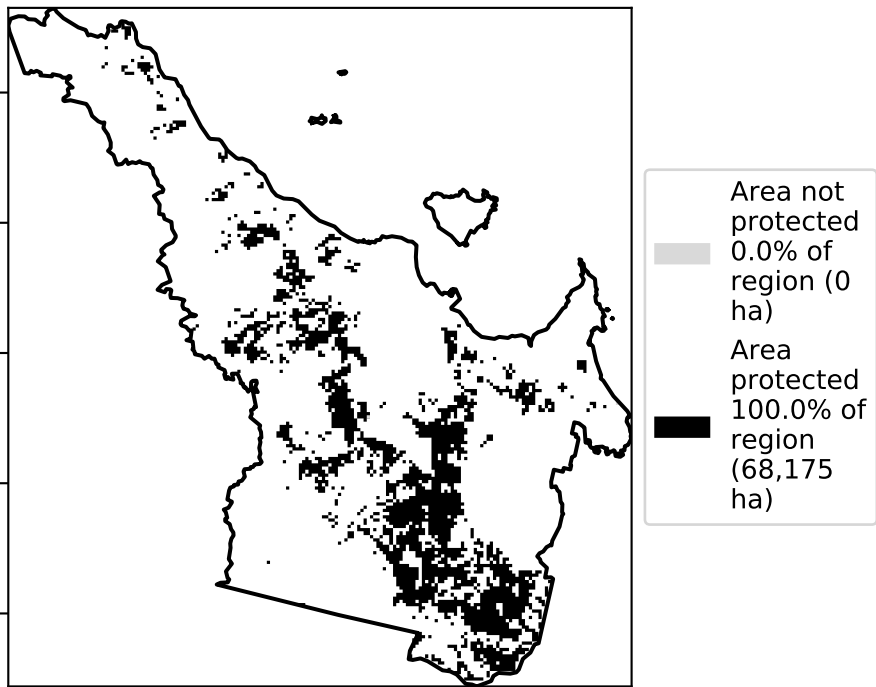 Area not
protected
0.0% of
region (0
ha)
Area
protected
100.0% of
region
(68,175
ha)